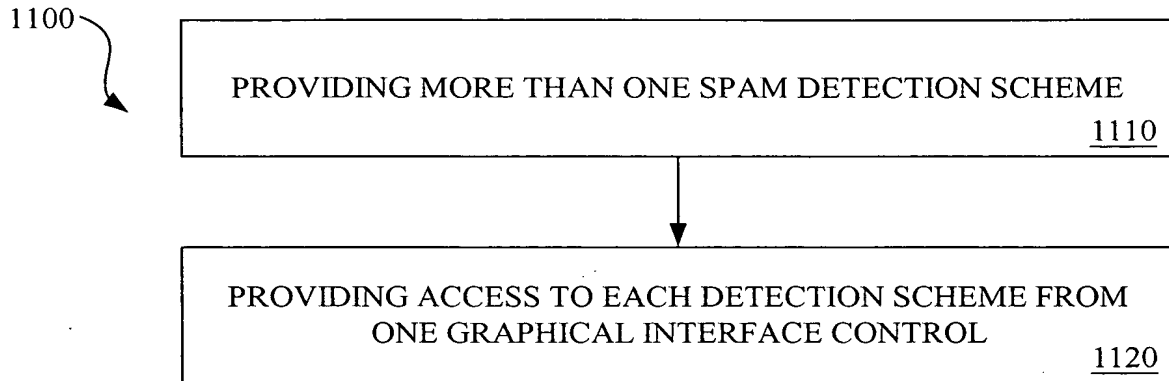 1100
PROVIDING MORE THAN ONE SPAM DETECTION SCHEME
1110
PROVIDING ACCESS TO EACH DETECTION SCHEME FROM
ONE GRAPHICAL INTERFACE CONTROL
1120